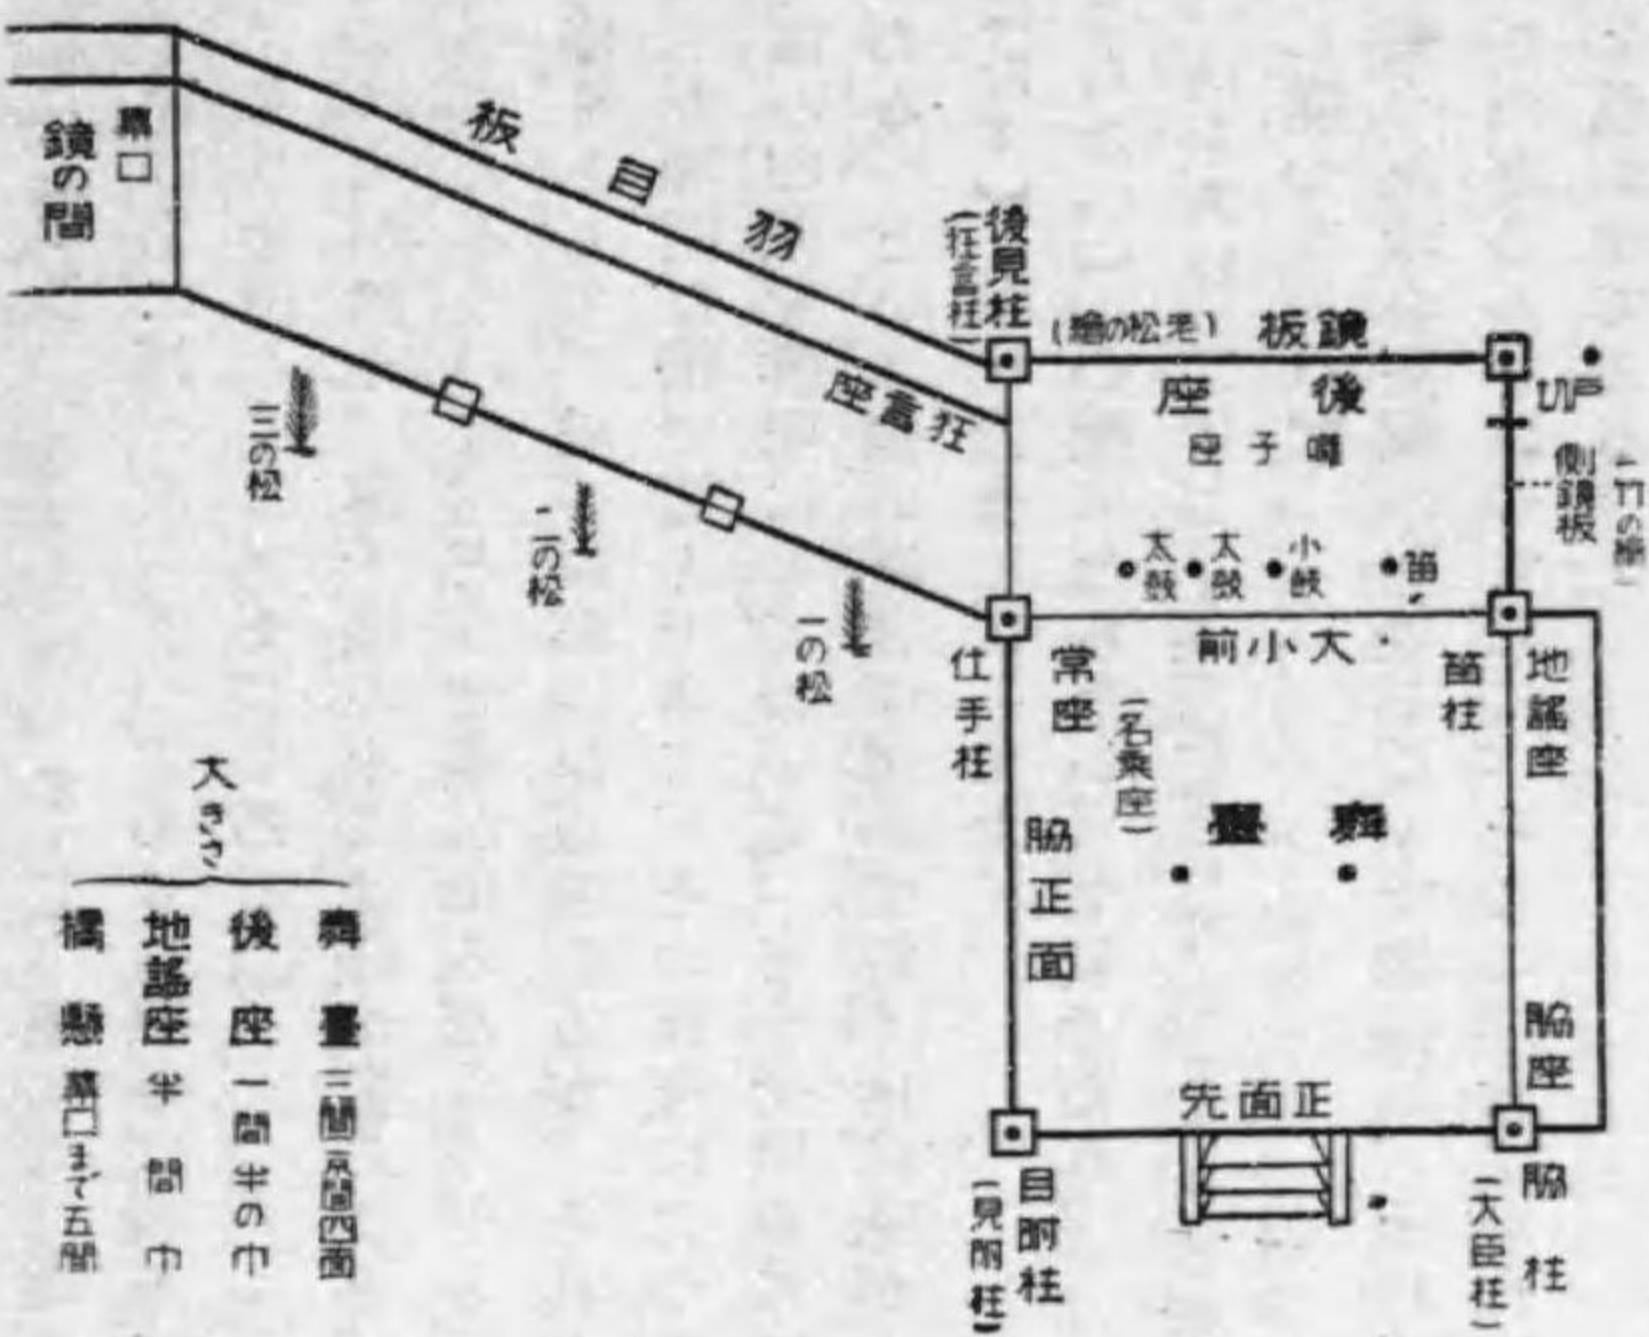 羽目板
幕口
鏡の間
後見柱
(狂言柱)
鏡板 (老松の繪)
後座
囃子座
狂言座
切戸
側鏡板
(竹の繪)
笛
小鼓
大鼓
太鼓
三の松
二の松
一の松
大小前
仕手柱
常座
(名乘座)
笛柱
地謡座
舞臺
脇正面
脇座
正面先
目附柱
(見附柱)
脇柱
(大臣柱)
大きさ
舞臺 三間(京間)四面
後座 一間半の巾
地謡座 半間巾
橋懸 幕口まで五間